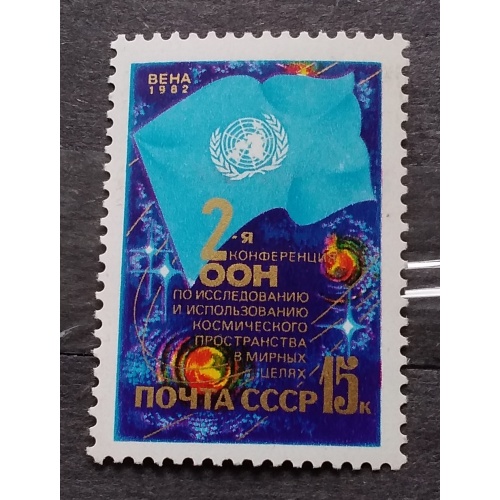 ВЕНА
1982
2-я
КОНФЕРЕНЦИЯ
ООН
ПО ИССЛЕДОВАНИЮ
И ИСПОЛЬЗОВАНИЮ
КОСМИЧЕСКОГО
ПРОСТРАНСТВА
В МИРНЫХ
ЦЕЛЯХ
ПОЧТА СССР 15к